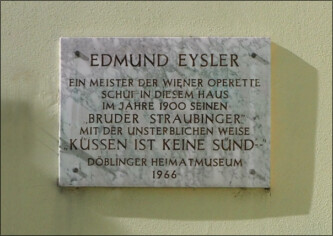 EDMUND EYSLER
EIN MEISTER DER WIENER OPERETTE
SCHUF IN DIESEM HAUS
IM JAHRE 1900 SEINEN
„BRUDER STRAUBINGER”
MIT DER UNSTERBLICHEN WEISE
„KÜSSEN IST KEINE SÜND–”
DÖBLINGER HEIMATMUSEUM
1966